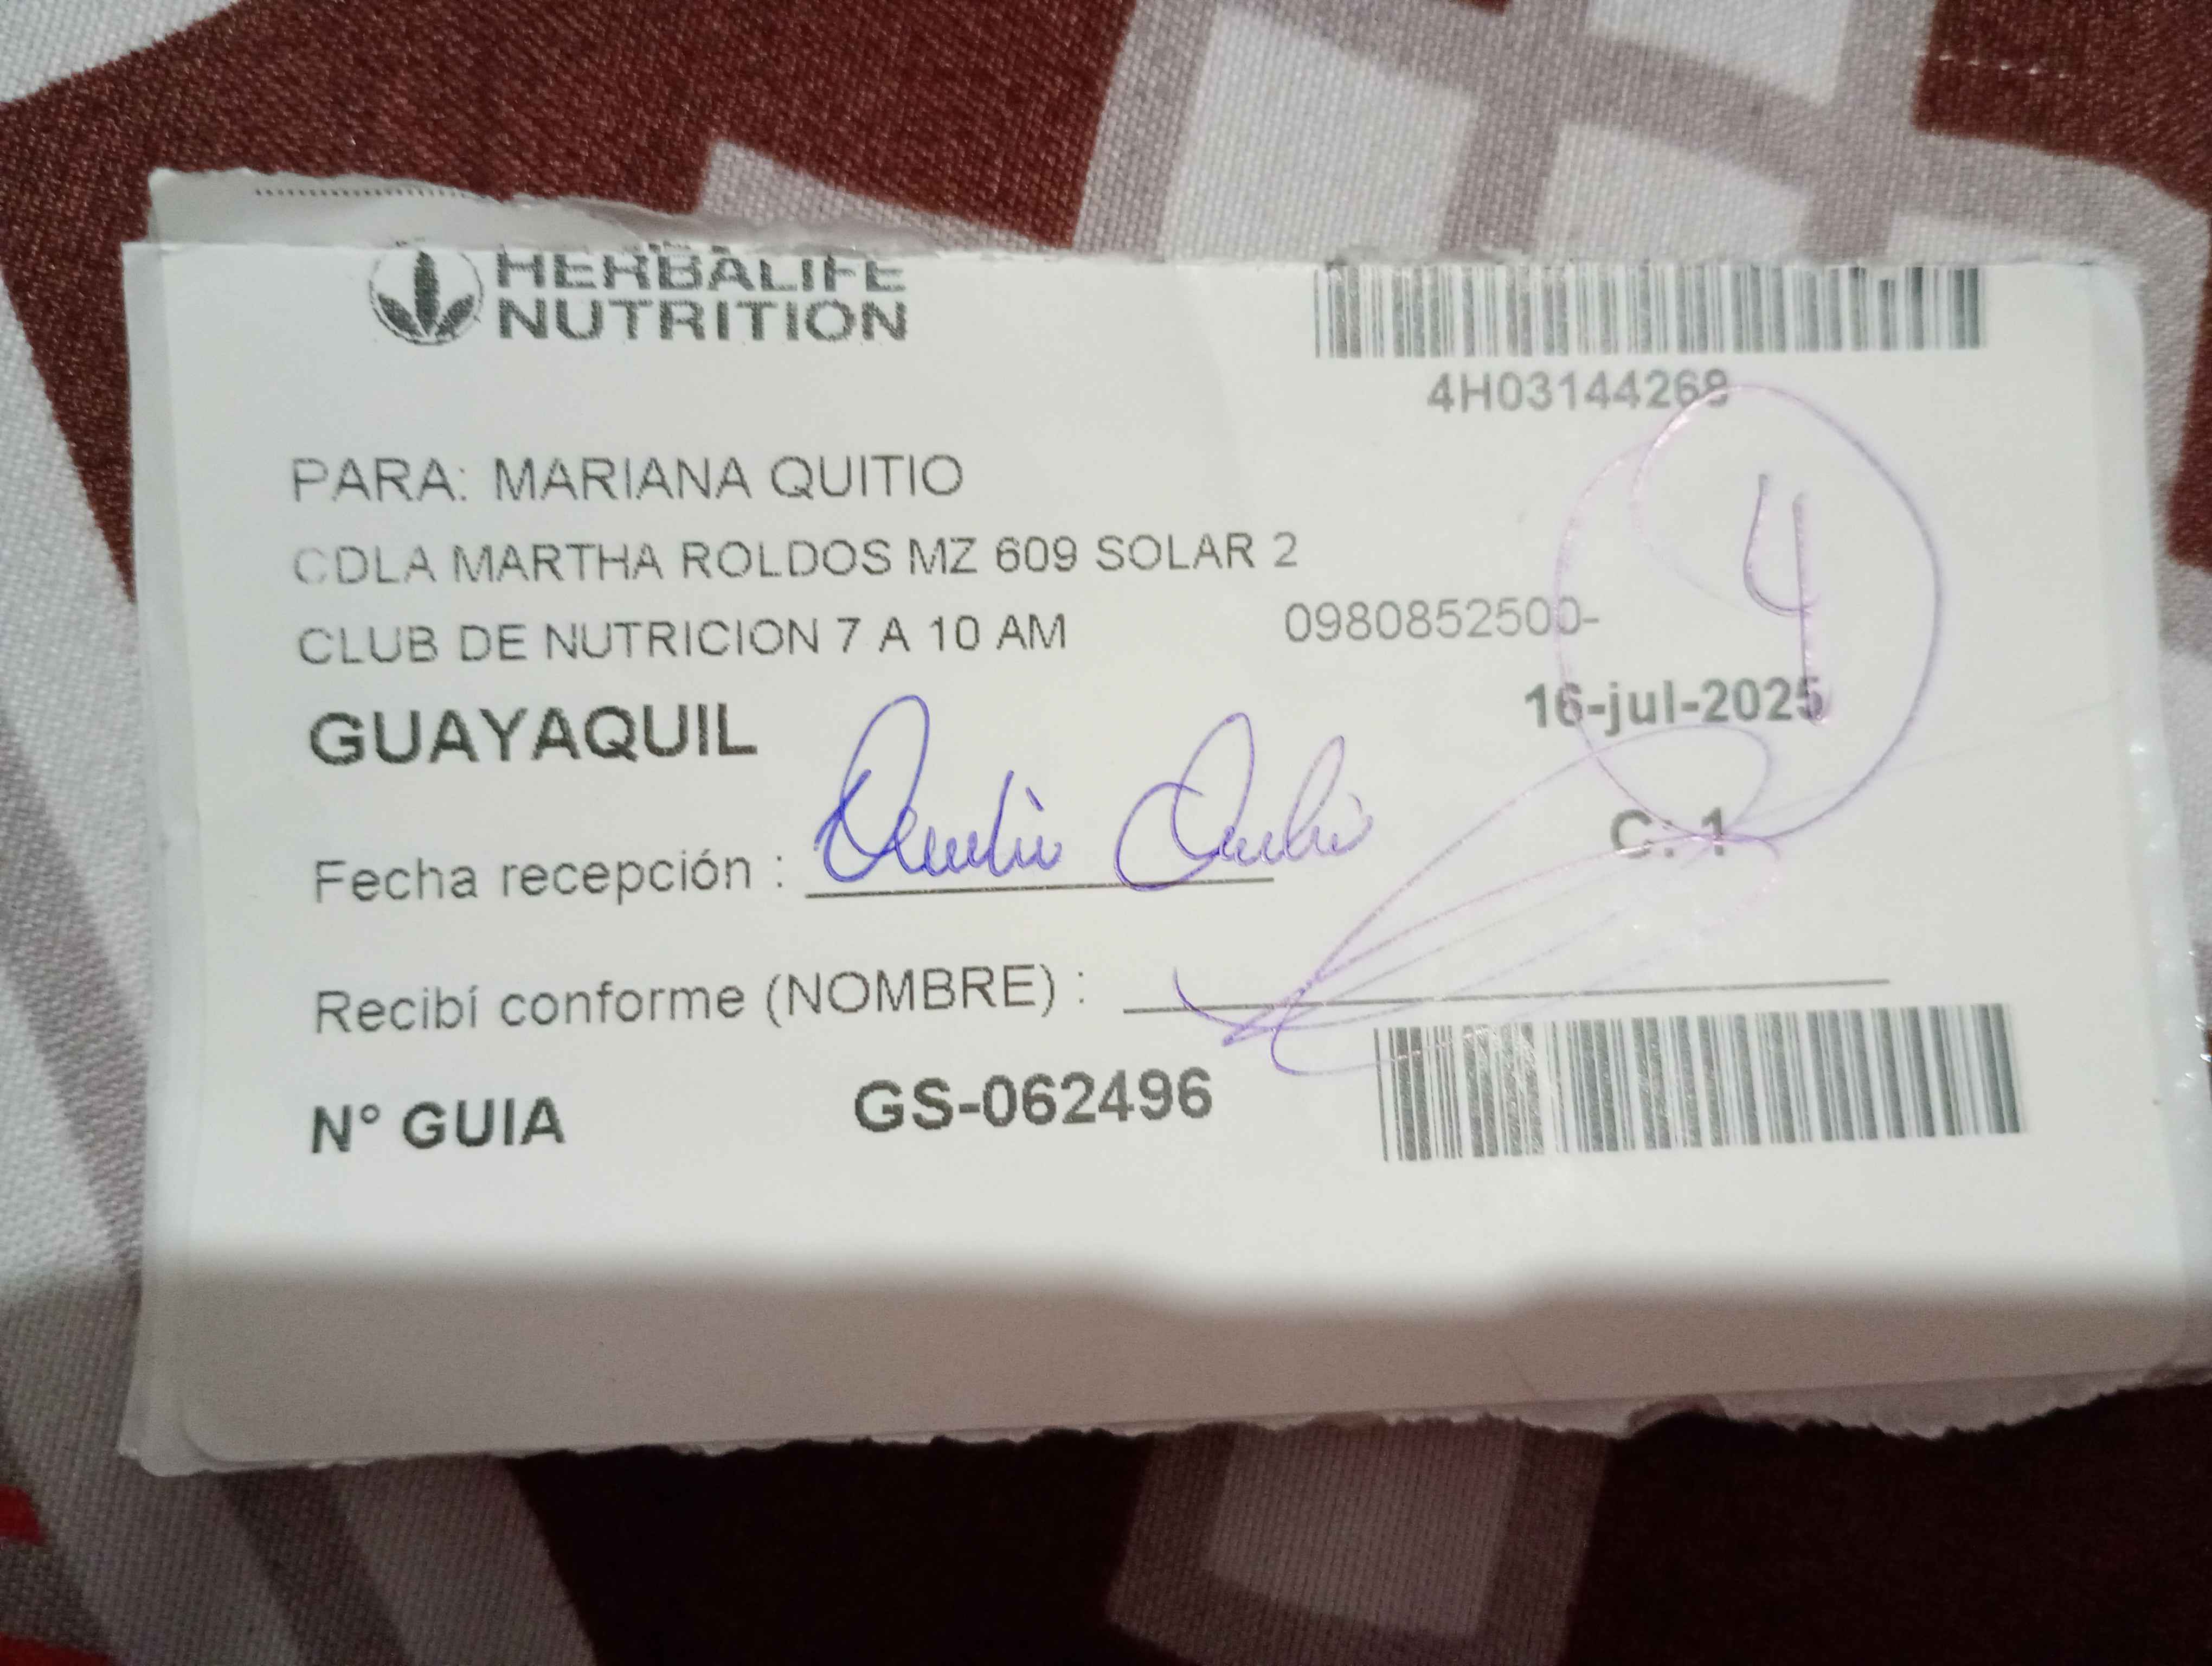 HERBALIFE
NUTRITION
4H03144268
PARA: MARIANA QUITIO
CDLA MARTHA ROLDOS MZ 609 SOLAR 2
CLUB DE NUTRICION 7 A 10 AM 0980852500-
4
GUAYAQUIL 16-jul-2025
C: 1
Fecha recepción :
Recibí conforme (NOMBRE) :
N° GUIA GS-062496